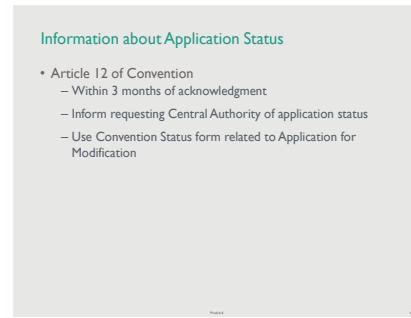 Information about Application Status
• Article 12 of Convention
– Within 3 months of acknowledgment
– Inform requesting Central Authority of application status
– Use Convention Status form related to Application for
Modification